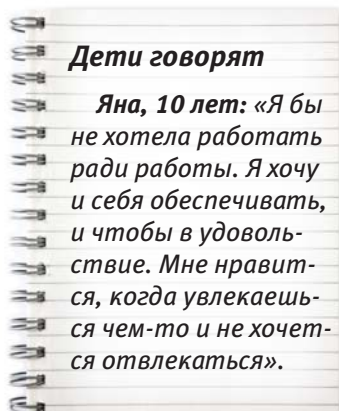 Дети говорят
Яна, 10 лет: «Я бы
не хотела работать
ради работы. Я хочу
и себя обеспечивать,
и чтобы в удоволь-
ствие. Мне нравит-
ся, когда увлекаешь-
ся чем-то и не хочет-
ся отвлекаться».